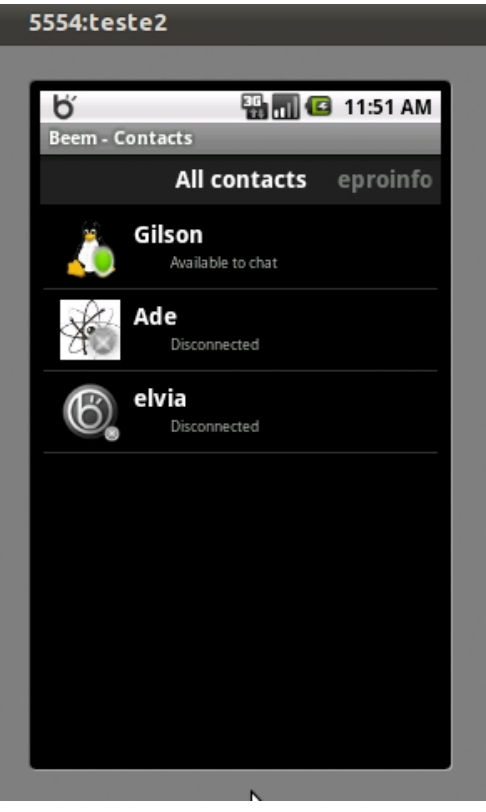 5554:teste2
3G 11:51 AM
Beem - Contacts
All contacts eproinfo
Gilson
Available to chat
Ade
Disconnected
elvia
Disconnected